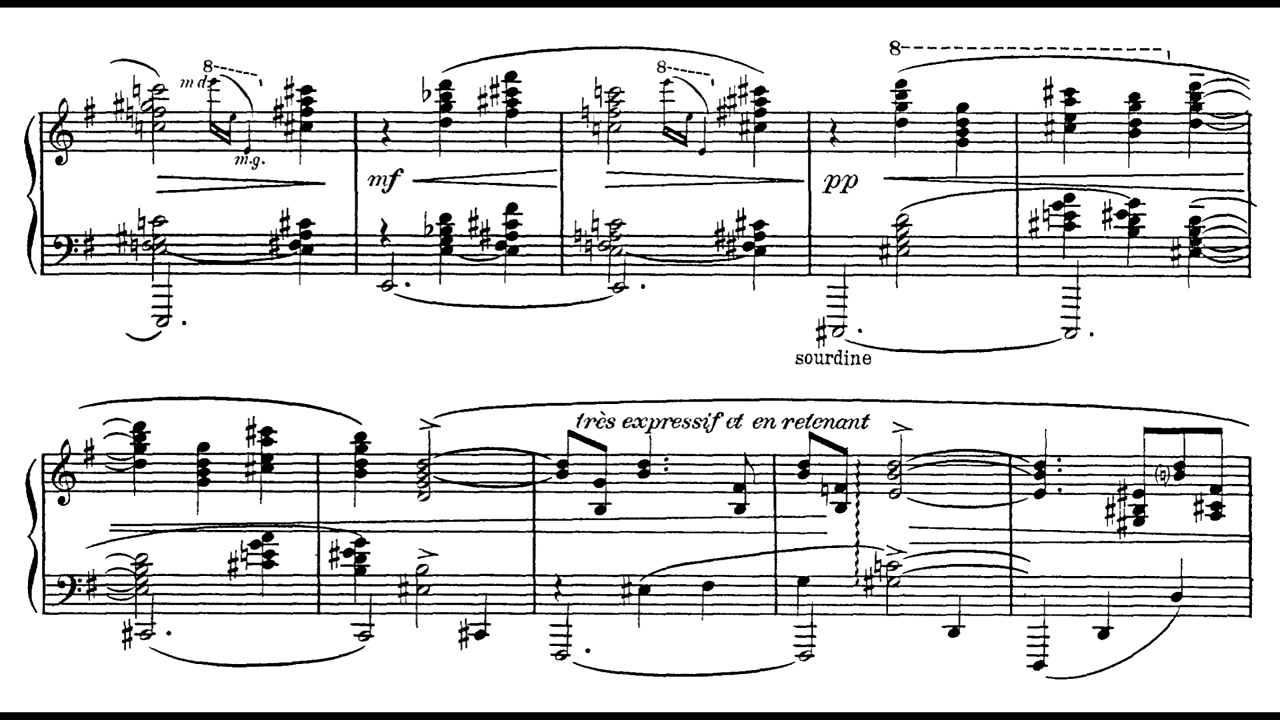 8
m d
8
8
m.g.
mf
pp
sourdine
très expressif et en retenant